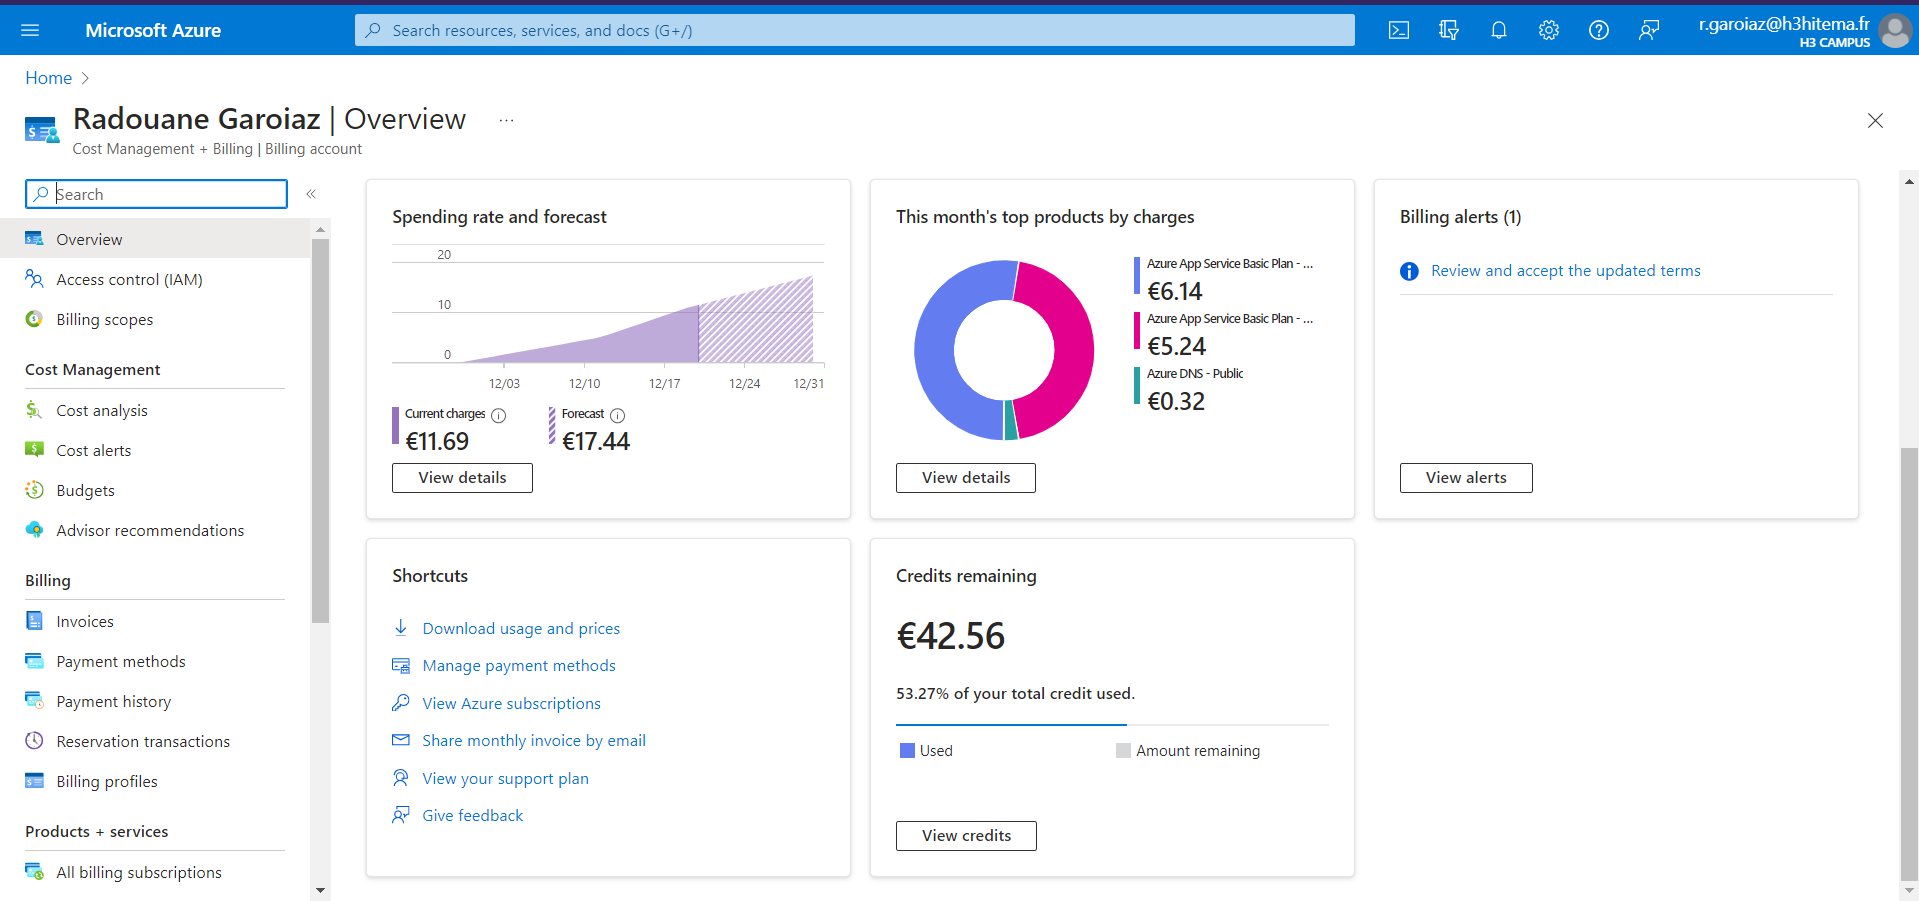 Microsoft Azure
Search resources, services, and docs (G+/)
r.garoiaz@h3hitema.fr
H3 CAMPUS
Home
Radouane Garoiaz | Overview ...
Cost Management + Billing | Billing account
Search
«
Overview
Access control (IAM)
Billing scopes
Cost Management
Cost analysis
Cost alerts
Budgets
Advisor recommendations
Billing
Invoices
Payment methods
Payment history
Reservation transactions
Billing profiles
Products + services
All billing subscriptions
Spending rate and forecast
20
10
0
12/03 12/10 12/17 12/24 12/31
Current charges
€11.69
Forecast
€17.44
View details
This month's top products by charges
Azure App Service Basic Plan - ...
€6.14
Azure App Service Basic Plan - ...
€5.24
Azure DNS - Public
€0.32
View details
Billing alerts (1)
Review and accept the updated terms
View alerts
Shortcuts
Download usage and prices
Manage payment methods
View Azure subscriptions
Share monthly invoice by email
View your support plan
Give feedback
Credits remaining
€42.56
53.27% of your total credit used.
Used Amount remaining
View credits